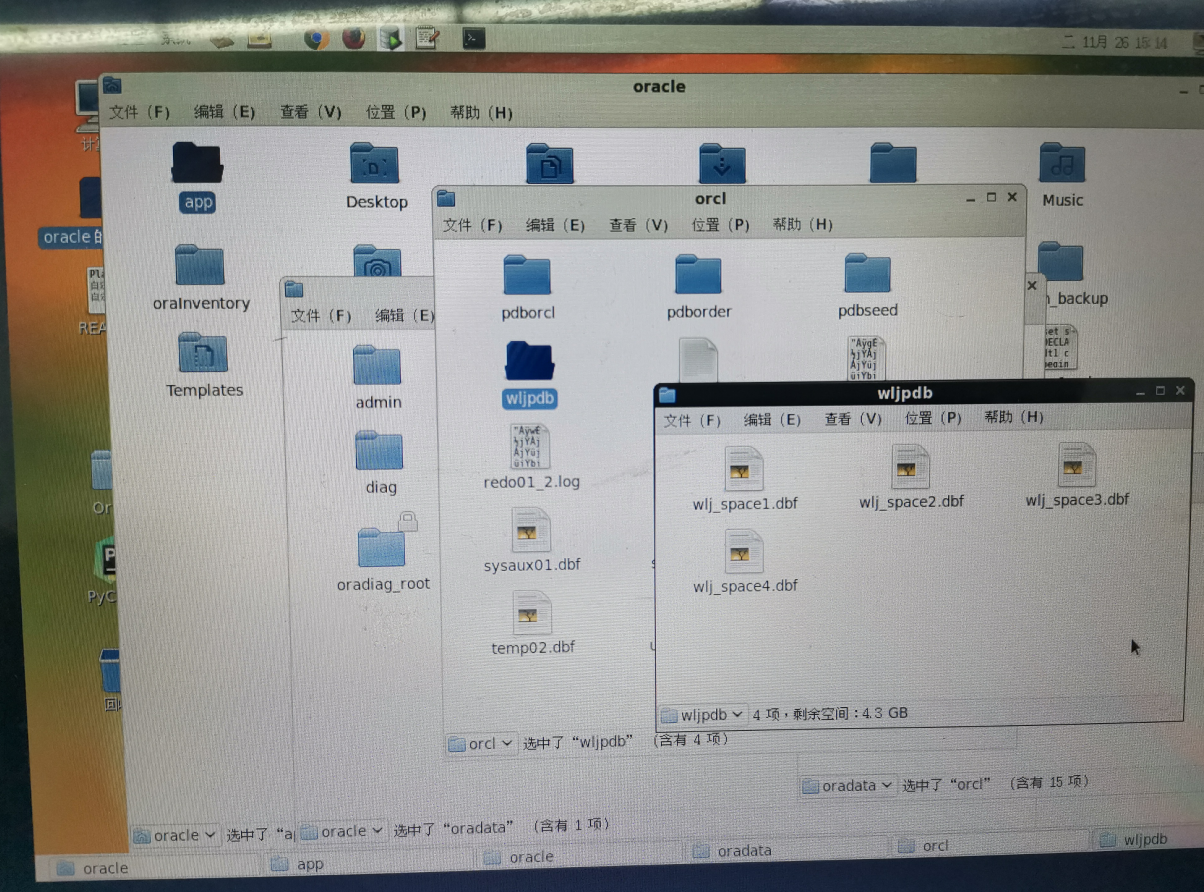 二 11月 26 15:14
oracle
文件（F） 编辑（E） 查看（V） 位置（P） 帮助（H）
app
Desktop
Music
oracle 的
oraInventory
Templates
orcl
文件（F） 编辑（E） 查看（V） 位置（P） 帮助（H）
pdborcl
pdborder
pdbseed
wljpdb
redo01_2.log
sysaux01.dbf
temp02.dbf
文件（F） 编辑（E）
admin
diag
oradiag_root
_backup
wljpdb
文件（F） 编辑（E） 查看（V） 位置（P） 帮助（H）
wlj_space1.dbf
wlj_space2.dbf
wlj_space3.dbf
wlj_space4.dbf
wljpdb 4 项，剩余空间：4.3 GB
orcl 选中了“wljpdb” （含有 4 项）
oradata 选中了“orcl” （含有 15 项）
oracle 选中了“a
oracle 选中了“oradata” （含有 1 项）
oracle
app
oracle
oradata
orcl
wljpdb